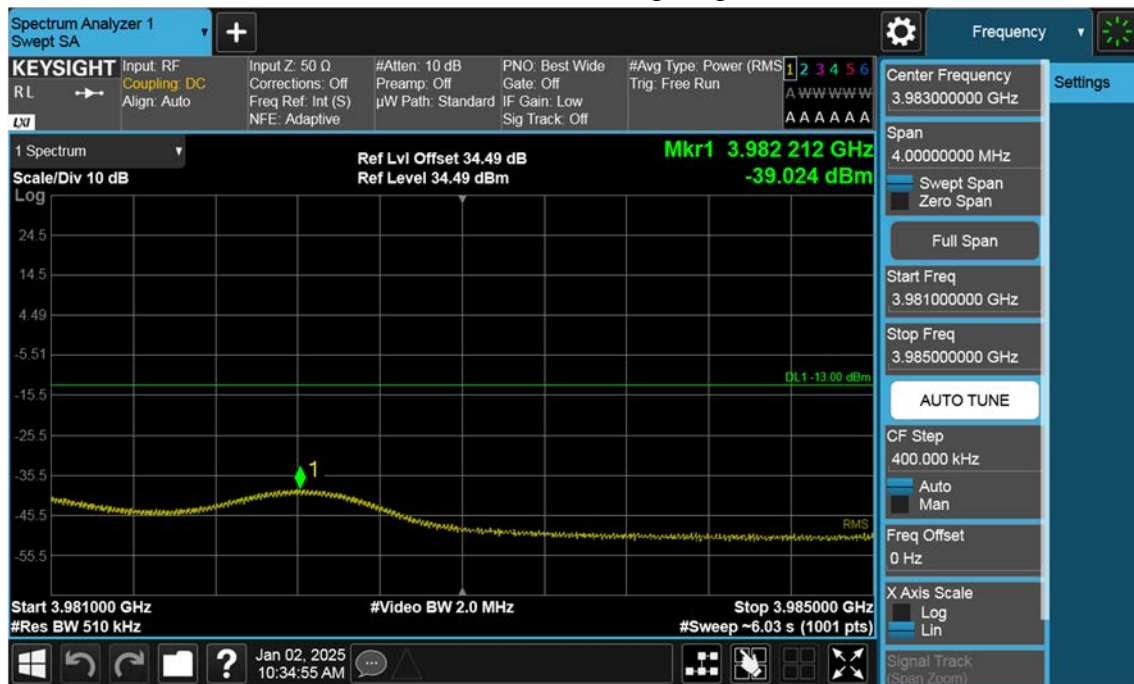 Spectrum Analyzer 1
Swept SA
+
Frequency
KEYSIGHT
RL
LXI
Input: RF
Coupling: DC
Align: Auto
Input Z: 50 Ω
Corrections: Off
Freq Ref: Int (S)
NFE: Adaptive
#Atten: 10 dB
Preamp: Off
µW Path: Standard
PNO: Best Wide
Gate: Off
IF Gain: Low
Sig Track: Off
#Avg Type: Power (RMS
Trig: Free Run
1 2 3 4 5 6
A W W W W W
A A A A A A
1 Spectrum
Scale/Div 10 dB
Ref Lvl Offset 34.49 dB
Ref Level 34.49 dBm
Mkr1 3.982 212 GHz
-39.024 dBm
Log
24.5
14.5
4.49
-5.51
DL1 -13.00 dBm
-15.5
-25.5
-35.5
1
-45.5
RMS
-55.5
Start 3.981000 GHz
#Video BW 2.0 MHz
Stop 3.985000 GHz
#Res BW 510 kHz
#Sweep ~6.03 s (1001 pts)
?
Jan 02, 2025
10:34:55 AM
Center Frequency
3.983000000 GHz
Settings
Span
4.00000000 MHz
Swept Span
Zero Span
Full Span
Start Freq
3.981000000 GHz
Stop Freq
3.985000000 GHz
AUTO TUNE
CF Step
400.000 kHz
Auto
Man
Freq Offset
0 Hz
X Axis Scale
Log
Lin
Signal Track
(Span Zoom)